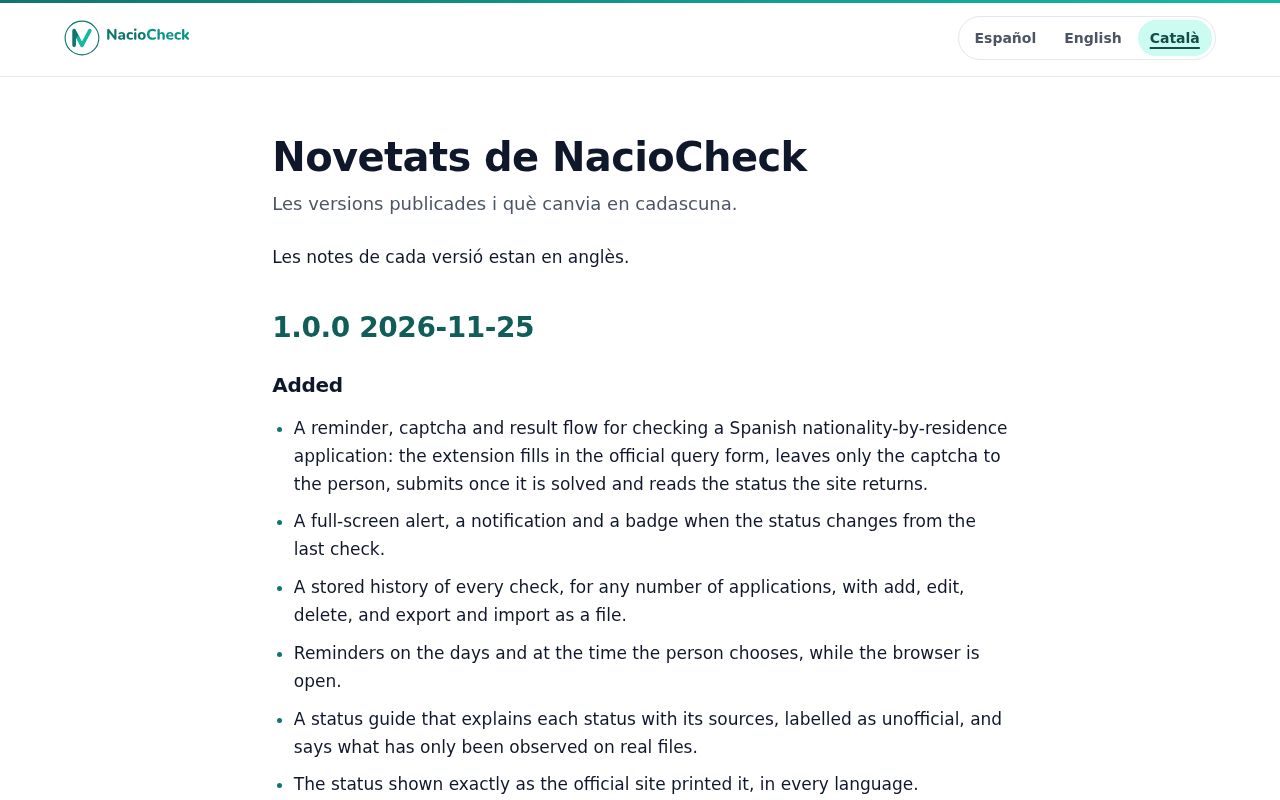 NacioCheck
Español English Català
Novetats de NacioCheck
Les versions publicades i què canvia en cadascuna.
Les notes de cada versió estan en anglès.
1.0.0 2026-11-25
Added
A reminder, captcha and result flow for checking a Spanish nationality-by-residence
application: the extension fills in the official query form, leaves only the captcha to
the person, submits once it is solved and reads the status the site returns.
A full-screen alert, a notification and a badge when the status changes from the
last check.
A stored history of every check, for any number of applications, with add, edit,
delete, and export and import as a file.
Reminders on the days and at the time the person chooses, while the browser is
open.
A status guide that explains each status with its sources, labelled as unofficial, and
says what has only been observed on real files.
The status shown exactly as the official site printed it, in every language.